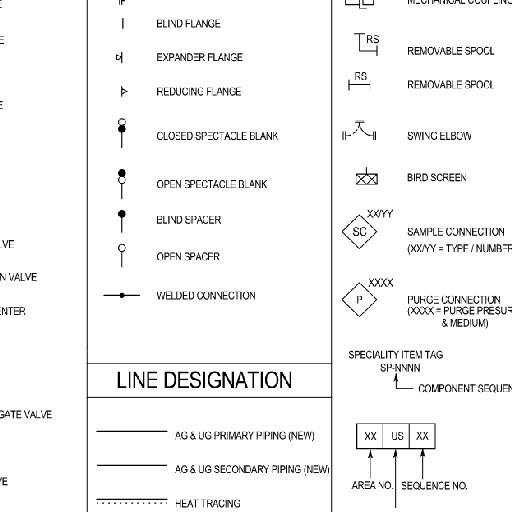 BLIND FLANGE
EXPANDER FLANGE
REDUCING FLANGE
CLOSED SPECTACLE BLANK
OPEN SPECTACLE BLANK
BLIND SPACER
OPEN SPACER
WELDED CONNECTION
LINE DESIGNATION
AG & UG PRIMARY PIPING (NEW)
AG & UG SECONDARY PIPING (NEW)
HEAT TRACING
N VALVE
GATE VALVE
MECHANICAL COUPLING
RS
REMOVABLE SPOOL
RS
REMOVABLE SPOOL
SWING ELBOW
BIRD SCREEN
XX/YY
SC
SAMPLE CONNECTION
(XX/YY = TYPE / NUMBER
XXXX
P
PURGE CONNECTION
(XXXX = PURGE PRESUR
& MEDIUM)
SPECIALITY ITEM TAG
SP-NNNN
COMPONENT SEQUEN
XX US XX
AREA NO. SEQUENCE NO.